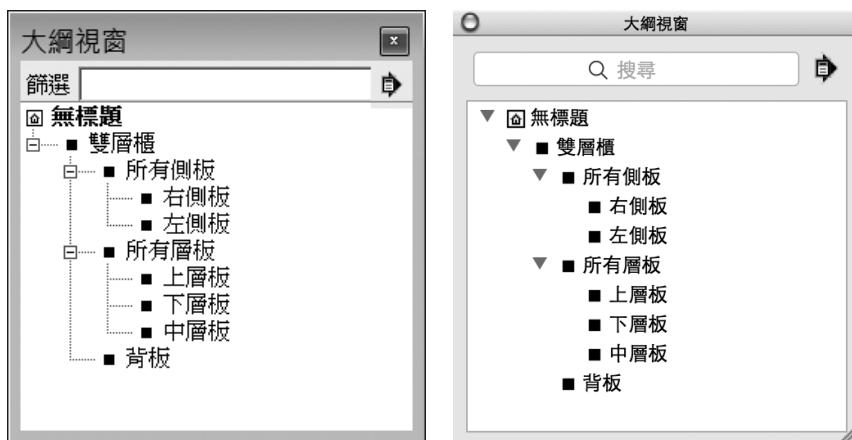 大綱視窗
篩選
無標題
雙層櫃
所有側板
右側板
左側板
所有層板
上層板
下層板
中層板
背板
大綱視窗
搜尋
無標題
雙層櫃
所有側板
右側板
左側板
所有層板
上層板
下層板
中層板
背板